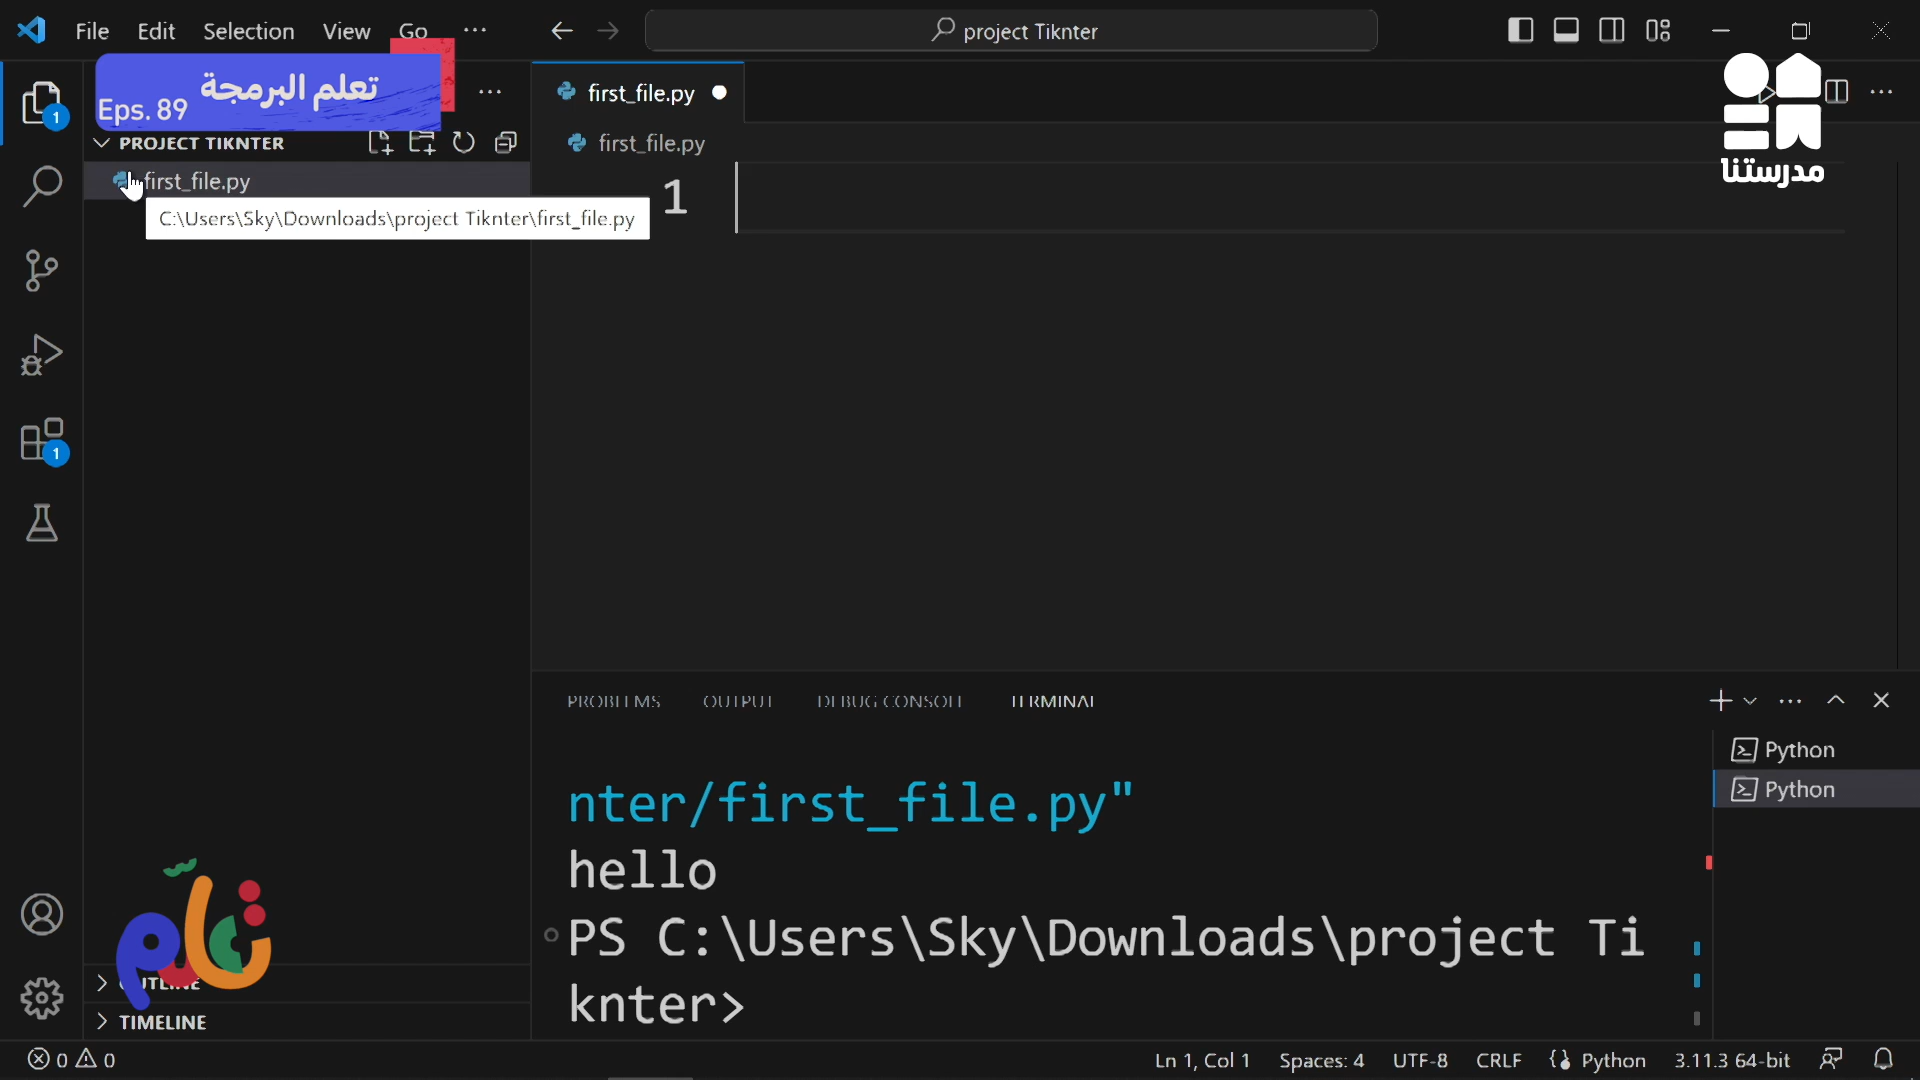 File Edit Selection View Go ...
project Tiknter
تعلم البرمجة
Eps. 89
PROJECT TIKNTER
first_file.py
C:\Users\Sky\Downloads\project Tiknter\first_file.py
first_file.py
first_file.py
1
مدرستنا
1
1
PROBLEMS OUTPUT DEBUG CONSOLE TERMINAL
Python
Python
nter/first_file.py"
hello
PS C:\Users\Sky\Downloads\project Ti
knter>
OUTLINE
TIMELINE
0 0
Ln 1, Col 1 Spaces: 4 UTF-8 CRLF Python 3.11.3 64-bit